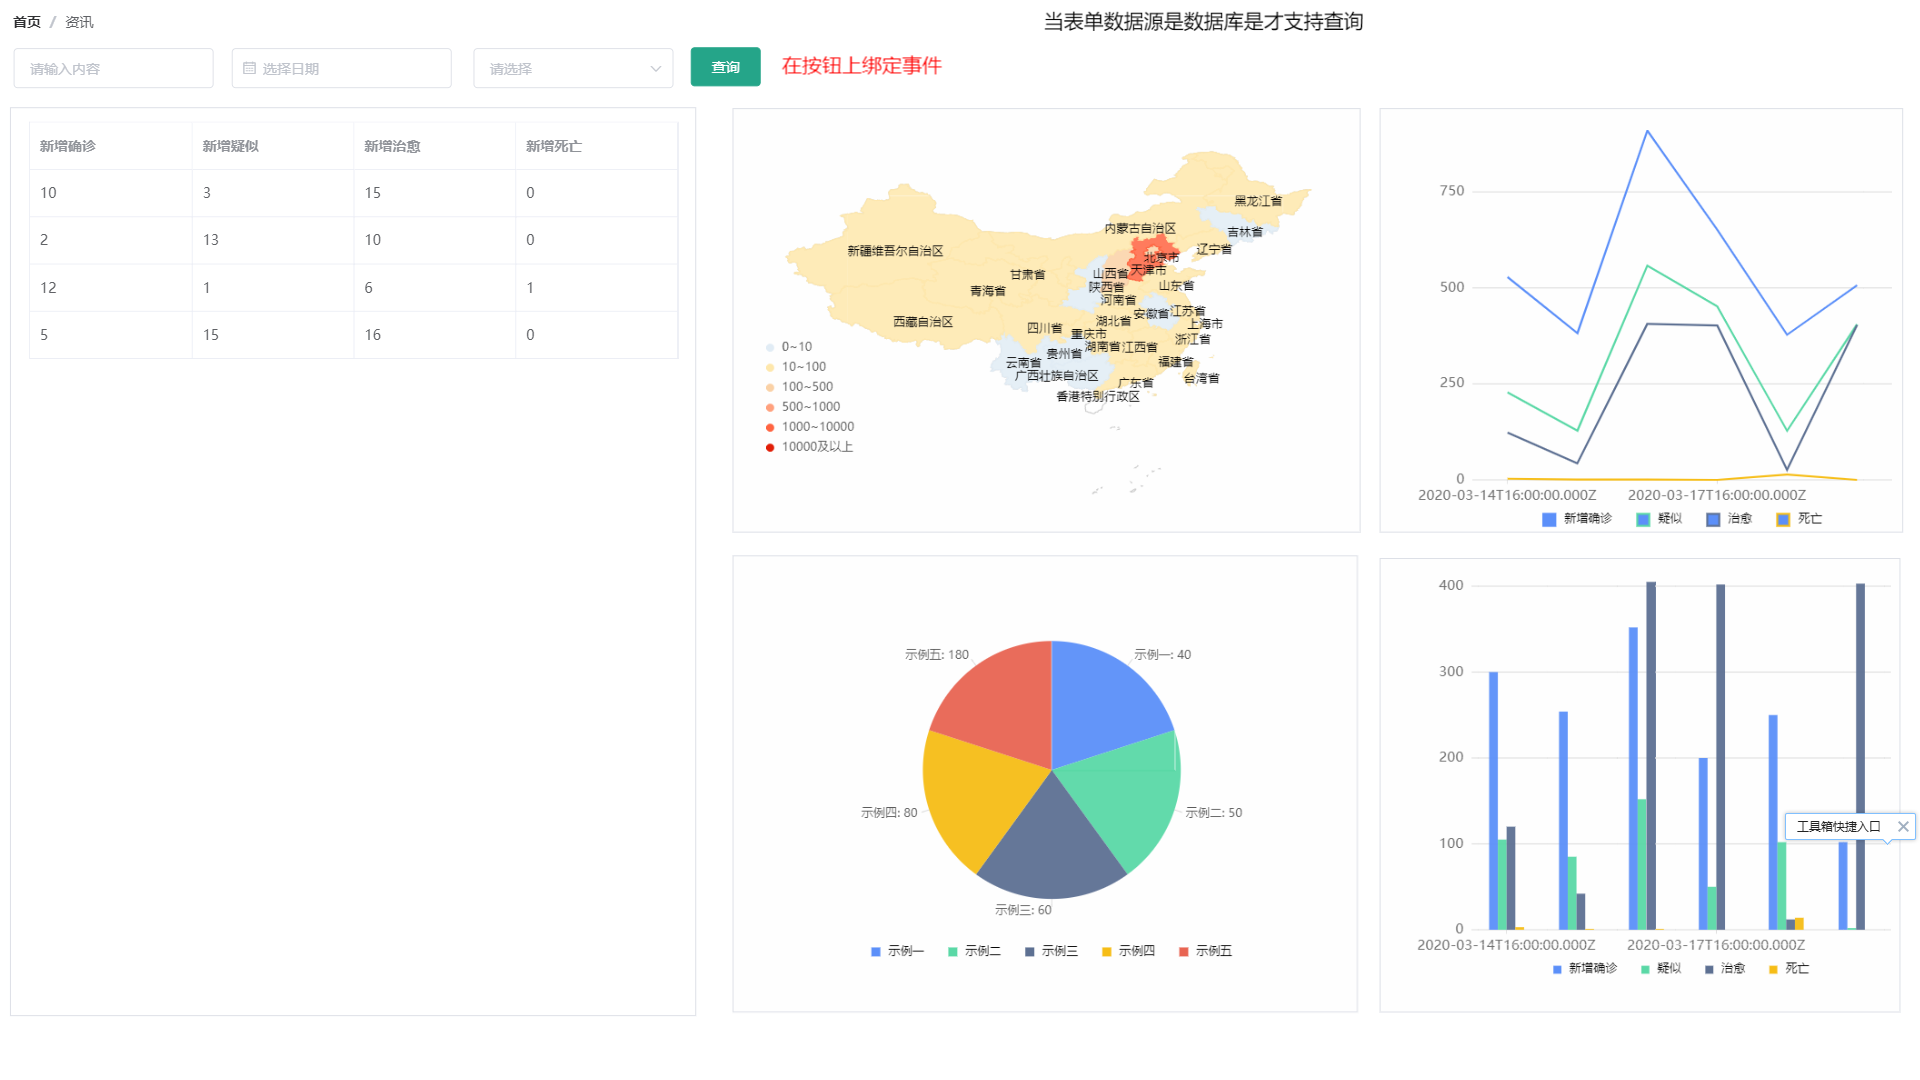 首页 / 资讯
当表单数据源是数据库是才支持查询
请输入内容
选择日期
请选择
查询
在按钮上绑定事件
新增确诊 新增疑似 新增治愈 新增死亡
10 3 15 0
2 13 10 0
12 1 6 1
5 15 16 0
黑龙江省
内蒙古自治区
吉林省
新疆维吾尔自治区
辽宁省
北京市
天津市
甘肃省
山西省
青海省
陕西省
山东省
河南省
西藏自治区
安徽省
江苏省
湖北省
上海市
四川省
重庆市
浙江省
湖南省
江西省
贵州省
云南省
福建省
广西壮族自治区
广东省
台湾省
香港特别行政区
0~10
10~100
100~500
500~1000
1000~10000
10000及以上
750
500
250
0
2020-03-14T16:00:00.000Z 2020-03-17T16:00:00.000Z
新增确诊 疑似 治愈 死亡
示例五: 180
示例一: 40
示例四: 80
示例二: 50
示例三: 60
示例一 示例二 示例三 示例四 示例五
400
300
200
100
0
2020-03-14T16:00:00.000Z 2020-03-17T16:00:00.000Z
新增确诊 疑似 治愈 死亡
工具箱快捷入口